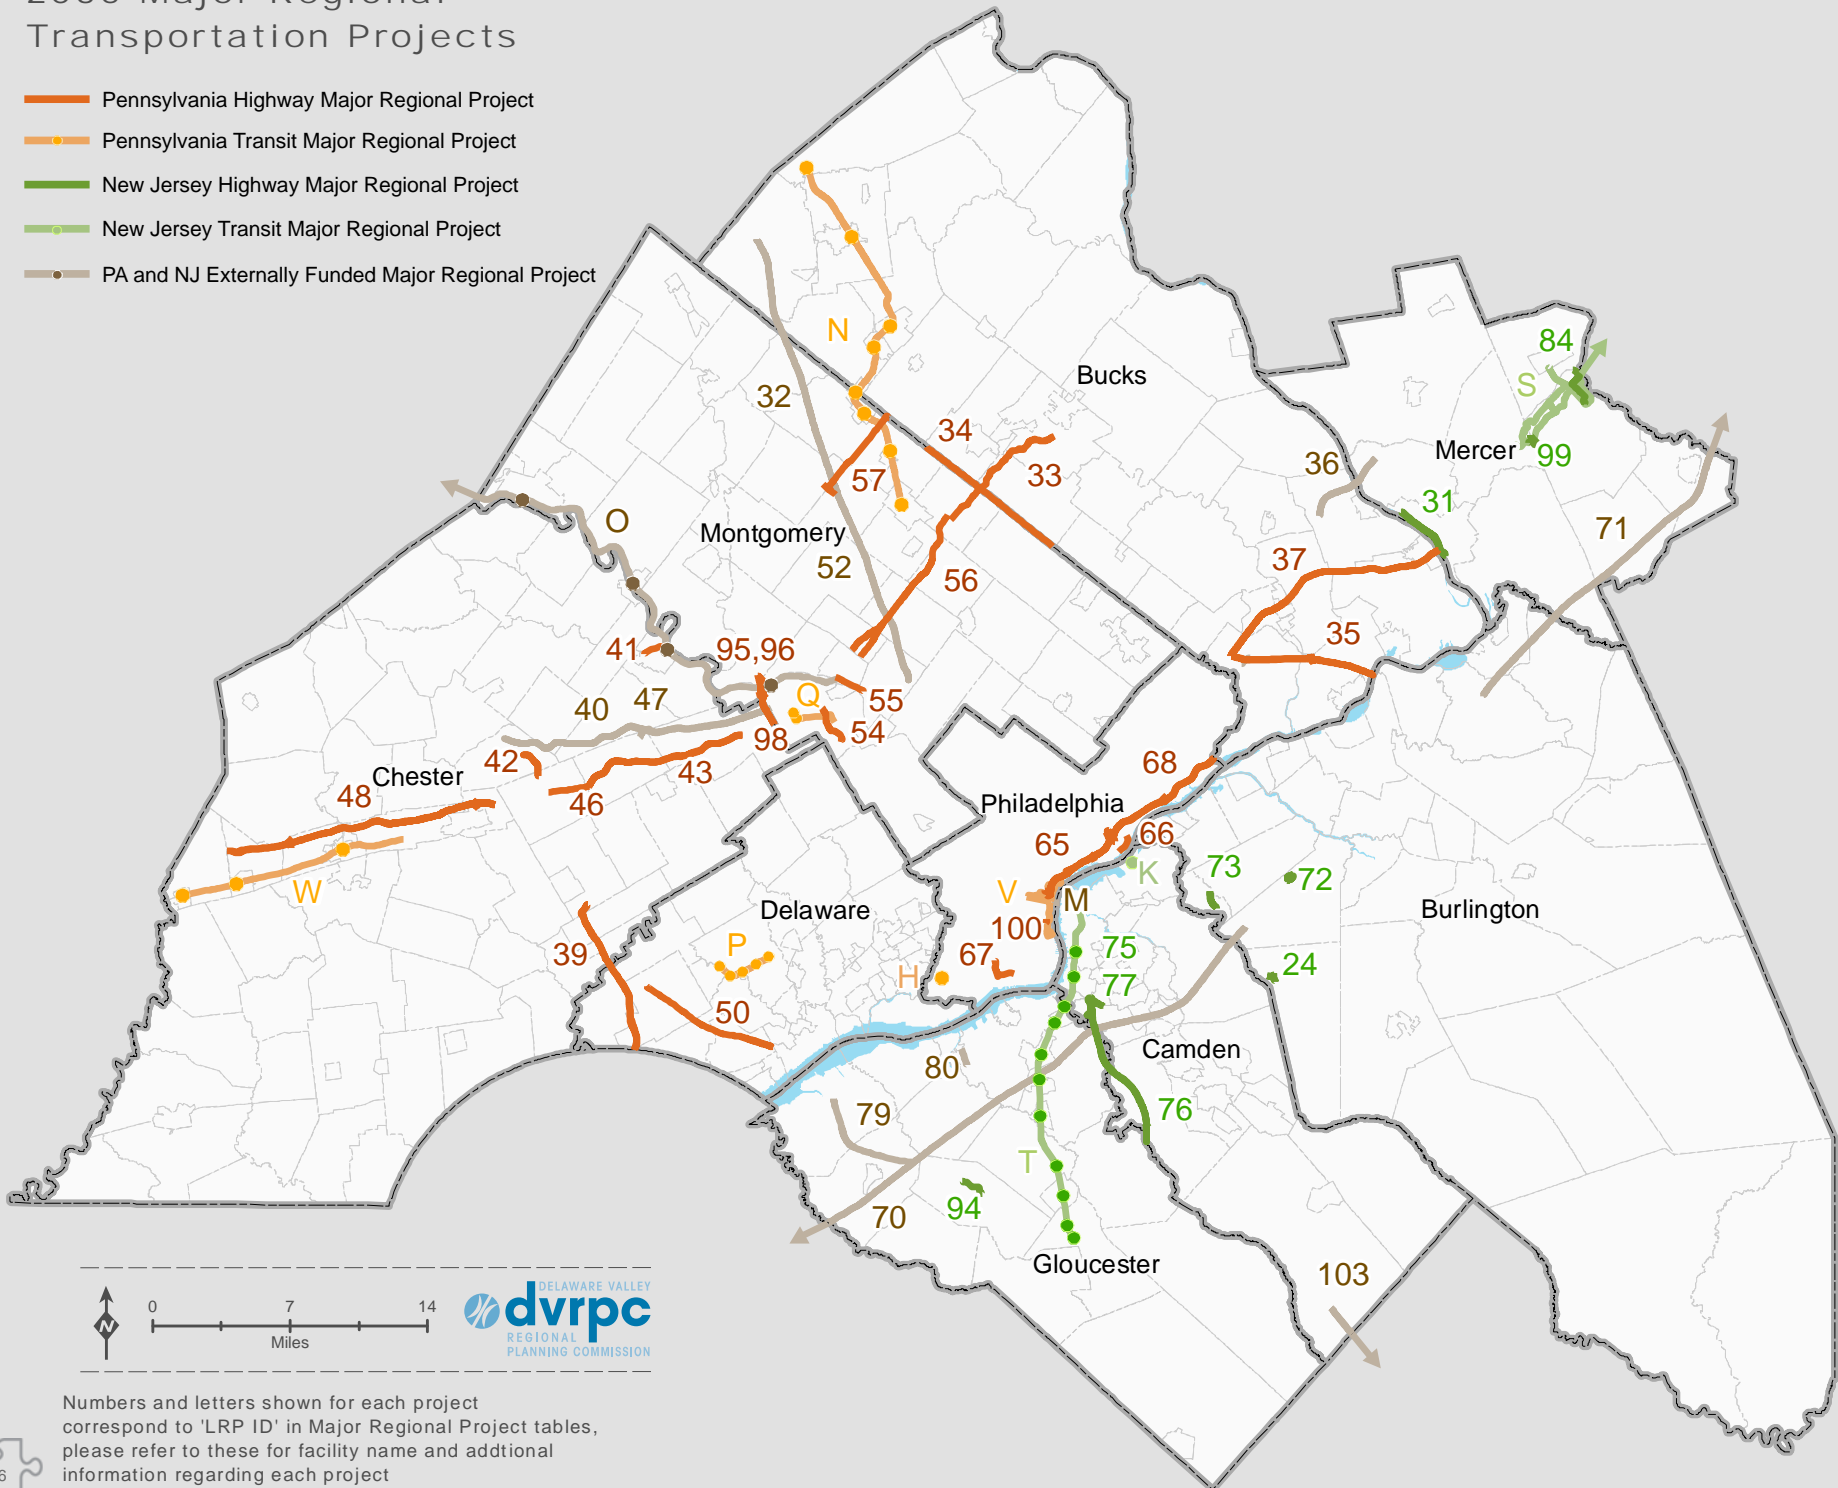 Transportation Projects
Pennsylvania Highway Major Regional Project
Pennsylvania Transit Major Regional Project
New Jersey Highway Major Regional Project
New Jersey Transit Major Regional Project
PA and NJ Externally Funded Major Regional Project
84
N
Bucks
S
32
34
Mercer
99
36
33
57
31
O
Montgomery
71
52
37
56
35
41
95,96
Q
47
55
40
98
54
42
68
43
Chester
48
46
Philadelphia
66
65
73
K
72
W
V
M
Delaware
Burlington
100
P
75
39
67
24
H
77
50
Camden
80
79
76
T
94
70
Gloucester
103
0 7 14
Miles
N
DELAWARE VALLEY
dvrpc
REGIONAL
PLANNING COMMISSION
Numbers and letters shown for each project
correspond to 'LRP ID' in Major Regional Project tables,
please refer to these for facility name and addtional
information regarding each project
6